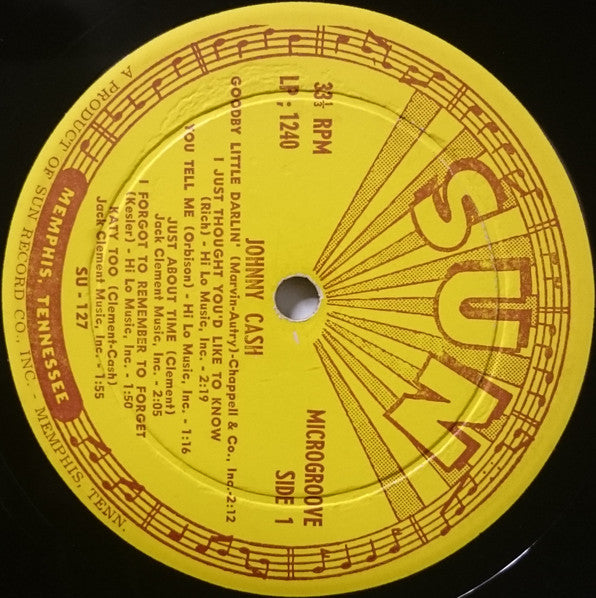 SUN
33⅓ RPM
LP ; 1240
MICROGROOVE
SIDE 1
JOHNNY CASH
GOODBY LITTLE DARLIN' (Marvin-Autry)-Chappell & Co., Inc.-2:12
I JUST THOUGHT YOU'D LIKE TO KNOW
(Rich) - Hi Lo Music, Inc. - 2:19
YOU TELL ME (Orbison) - Hi Lo Music, Inc. - 1:16
JUST ABOUT TIME (Clement)
Jack Clement Music, Inc. - 2:05
I FORGOT TO REMEMBER TO FORGET
(Kesler) - Hi Lo Music, Inc. - 1:50
KATY TOO (Clement-Cash)
Jack Clement Music, Inc. - 1:55
SU - 127
MEMPHIS, TENNESSEE
A PRODUCT OF SUN RECORD CO., INC. - MEMPHIS, TENN.